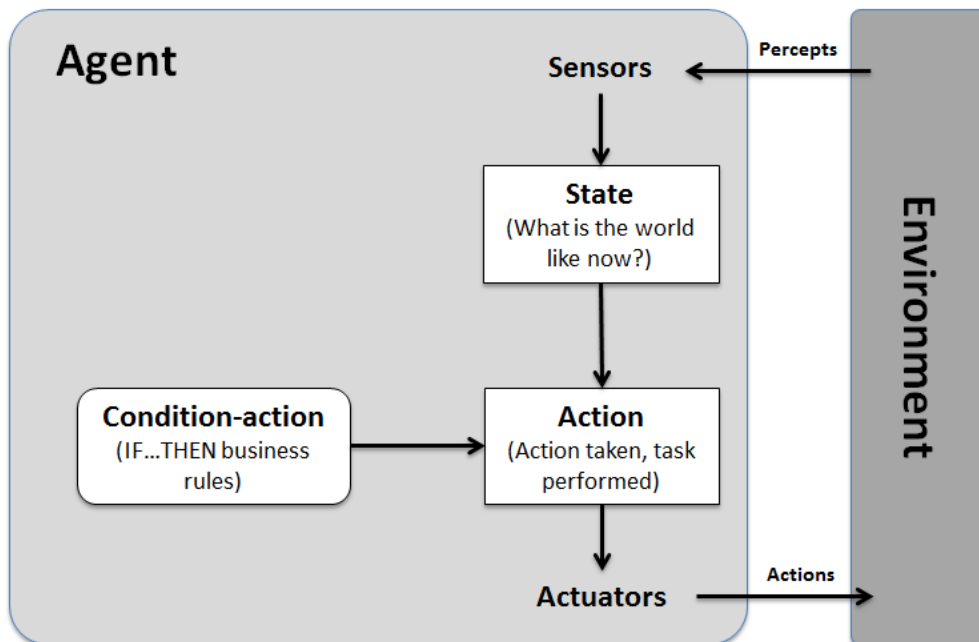 Agent
Sensors
Percepts
State
(What is the world
like now?)
Environment
Condition-action
(IF...THEN business
rules)
Action
(Action taken, task
performed)
Actuators
Actions